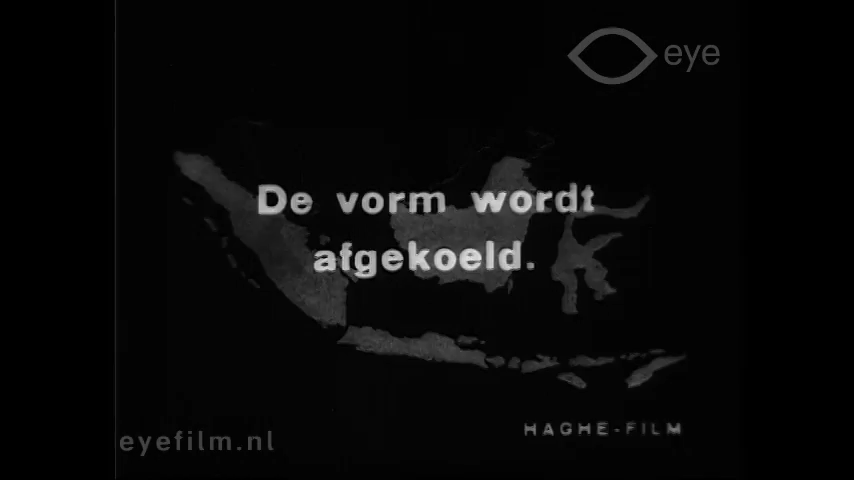 eye
De vorm wordt
afgekoeld.
HAGHE-FILM
eyefilm.nl